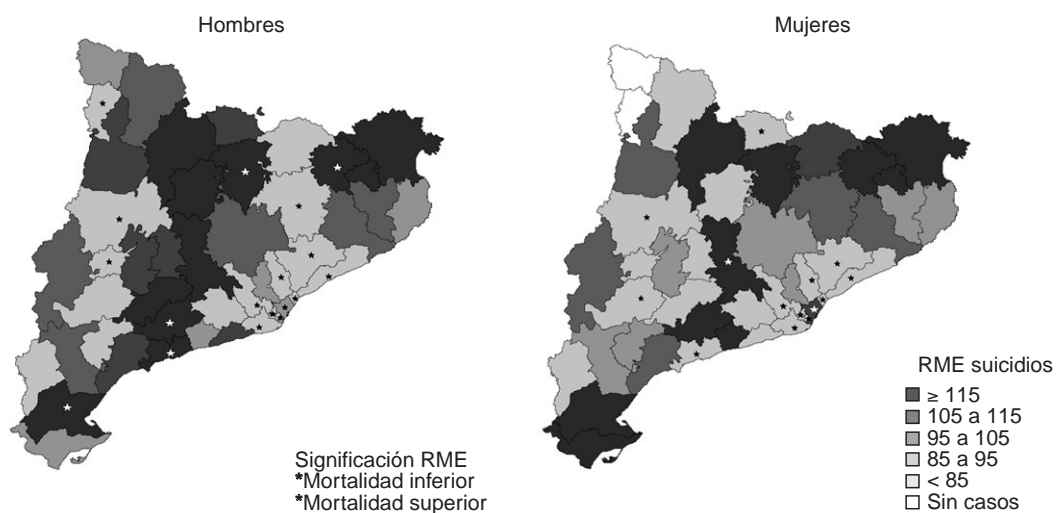 Hombres
Mujeres
Significación RME
*Mortalidad inferior
*Mortalidad superior
RME suicidios
≥ 115
105 a 115
95 a 105
85 a 95
< 85
Sin casos